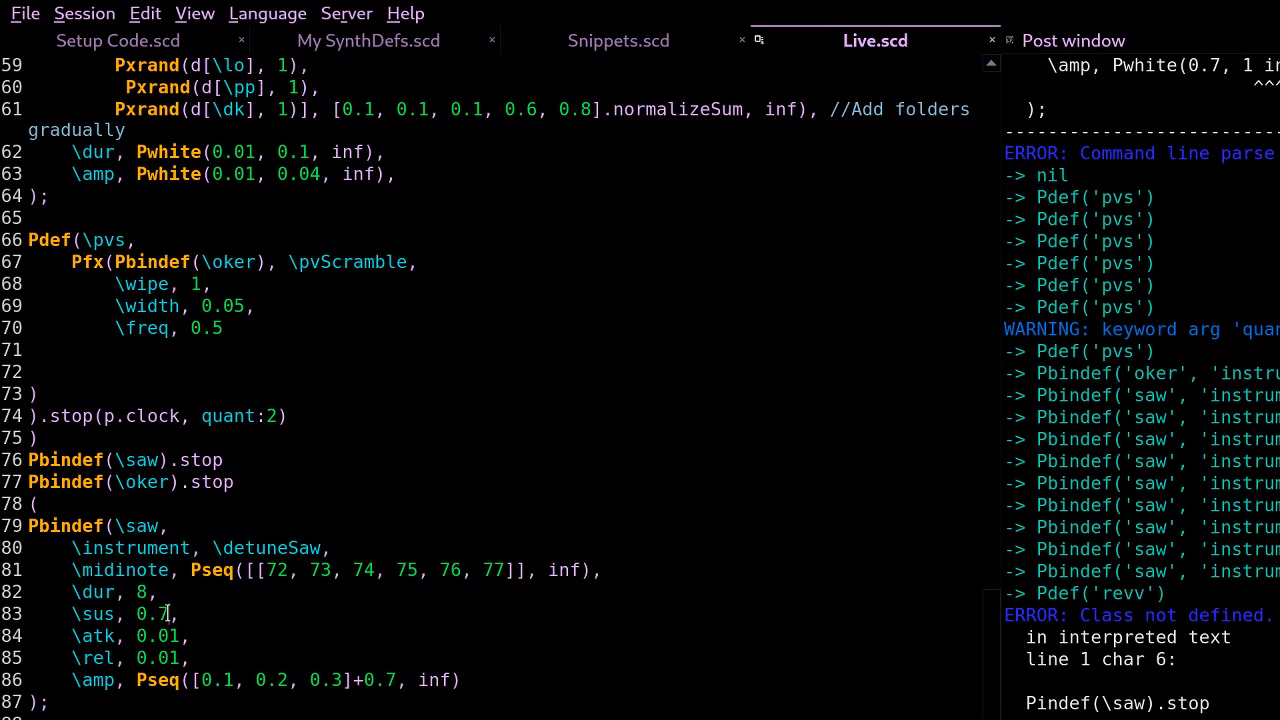 File Session Edit View Language Server Help
Setup Code.scd × My SynthDefs.scd × Snippets.scd × Live.scd × Post window
59 Pxrand(d[\lo], 1),
60 Pxrand(d[\pp], 1),
61 Pxrand(d[\dk], 1)], [0.1, 0.1, 0.1, 0.6, 0.8].normalizeSum, inf), //Add folders
gradually
62 \dur, Pwhite(0.01, 0.1, inf),
63 \amp, Pwhite(0.01, 0.04, inf),
64 );
65
66 Pdef(\pvs,
67 Pfx(Pbindef(\oker), \pvScramble,
68 \wipe, 1,
69 \width, 0.05,
70 \freq, 0.5
71
72
73 )
74 ).stop(p.clock, quant:2)
75 )
76 Pbindef(\saw).stop
77 Pbindef(\oker).stop
78 (
79 Pbindef(\saw,
80 \instrument, \detuneSaw,
81 \midinote, Pseq([[72, 73, 74, 75, 76, 77]], inf),
82 \dur, 8,
83 \sus, 0.7,
84 \atk, 0.01,
85 \rel, 0.01,
86 \amp, Pseq([0.1, 0.2, 0.3]+0.7, inf)
87 );
\amp, Pwhite(0.7, 1 in
^^^
);
---------------------------
ERROR: Command line parse
-> nil
-> Pdef('pvs')
-> Pdef('pvs')
-> Pdef('pvs')
-> Pdef('pvs')
-> Pdef('pvs')
-> Pdef('pvs')
WARNING: keyword arg 'quan
-> Pdef('pvs')
-> Pbindef('oker', 'instru
-> Pbindef('saw', 'instrum
-> Pbindef('saw', 'instrum
-> Pbindef('saw', 'instrum
-> Pbindef('saw', 'instrum
-> Pbindef('saw', 'instrum
-> Pbindef('saw', 'instrum
-> Pbindef('saw', 'instrum
-> Pbindef('saw', 'instrum
-> Pbindef('saw', 'instrum
-> Pdef('revv')
ERROR: Class not defined.
in interpreted text
line 1 char 6:
Pindef(\saw).stop